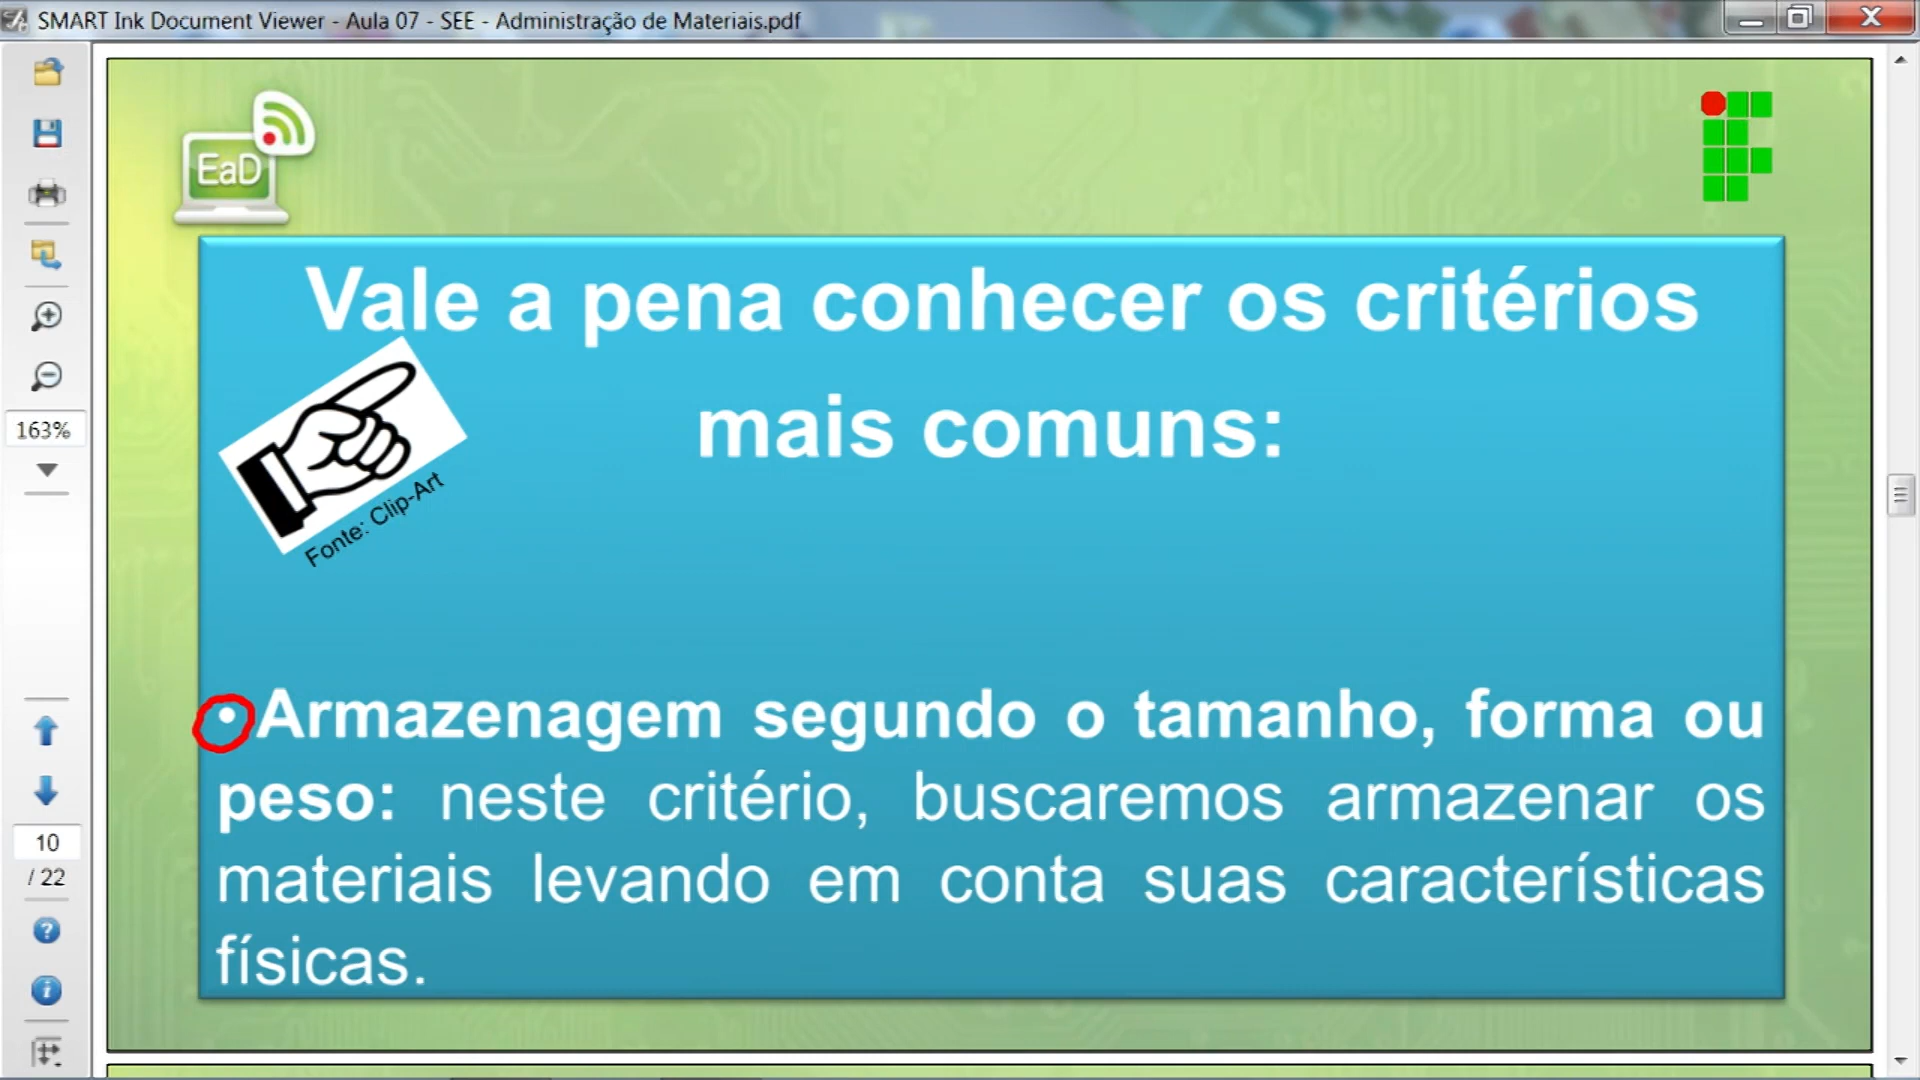 SMART Ink Document Viewer - Aula 07 - SEE - Administração de Materiais.pdf
EaD
Vale a pena conhecer os critérios
mais comuns:
Fonte: Clip-Art
163%
•Armazenagem segundo o tamanho, forma ou
peso: neste critério, buscaremos armazenar os
materiais levando em conta suas características
físicas.
10
/ 22